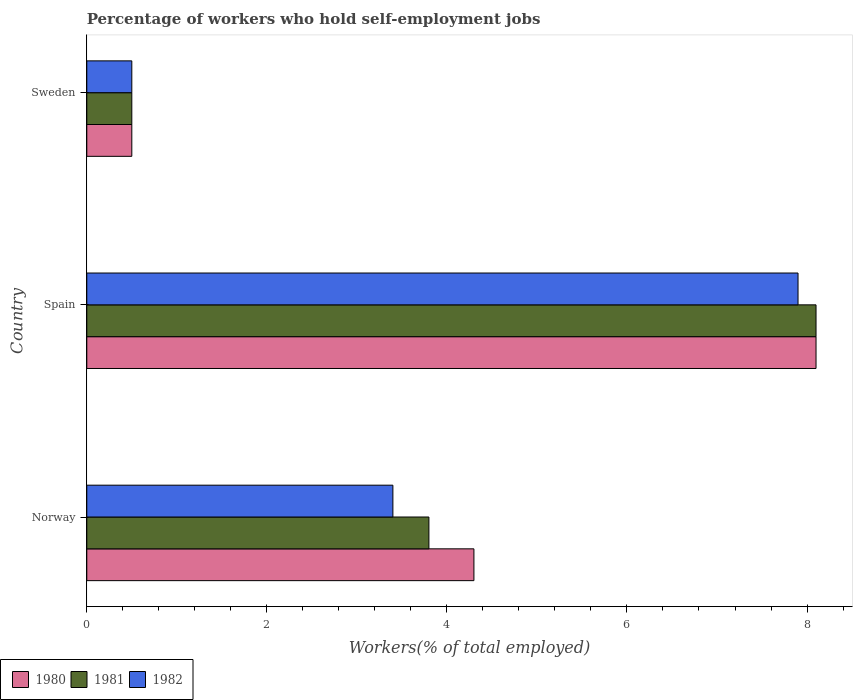 Percentage of workers who hold self-employment jobs
Sweden
Spain
Norway
Country
0
2
4
6
8
Workers(% of total employed)
1980
1981
1982